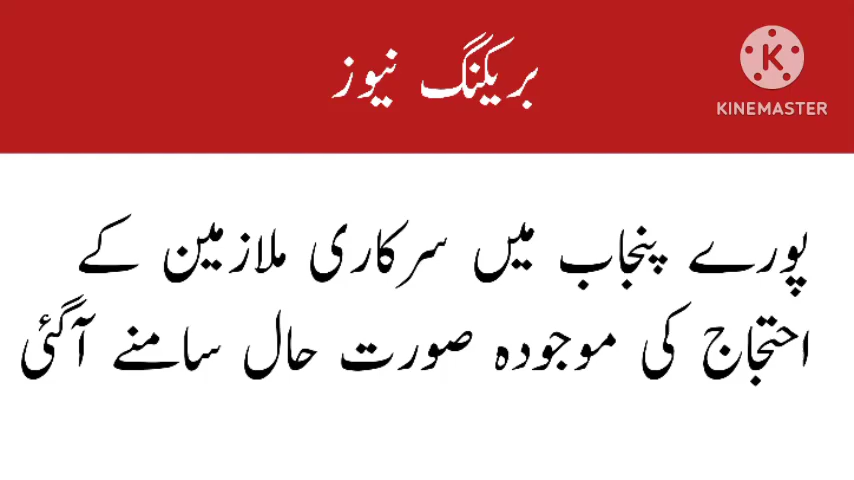 بریکنگ نیوز
KINEMASTER
پورے پنجاب میں سرکاری ملازمین کے
احتجاج کی موجودہ صورت حال سامنے آگئی